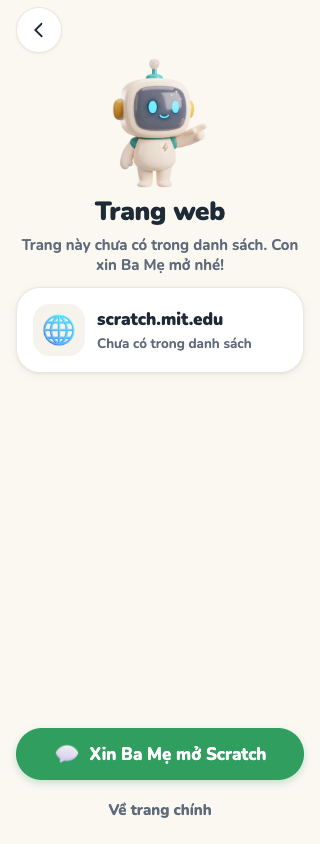 Trang web
Trang này chưa có trong danh sách. Con
xin Ba Mẹ mở nhé!
scratch.mit.edu
Chưa có trong danh sách
Xin Ba Mẹ mở Scratch
Về trang chính